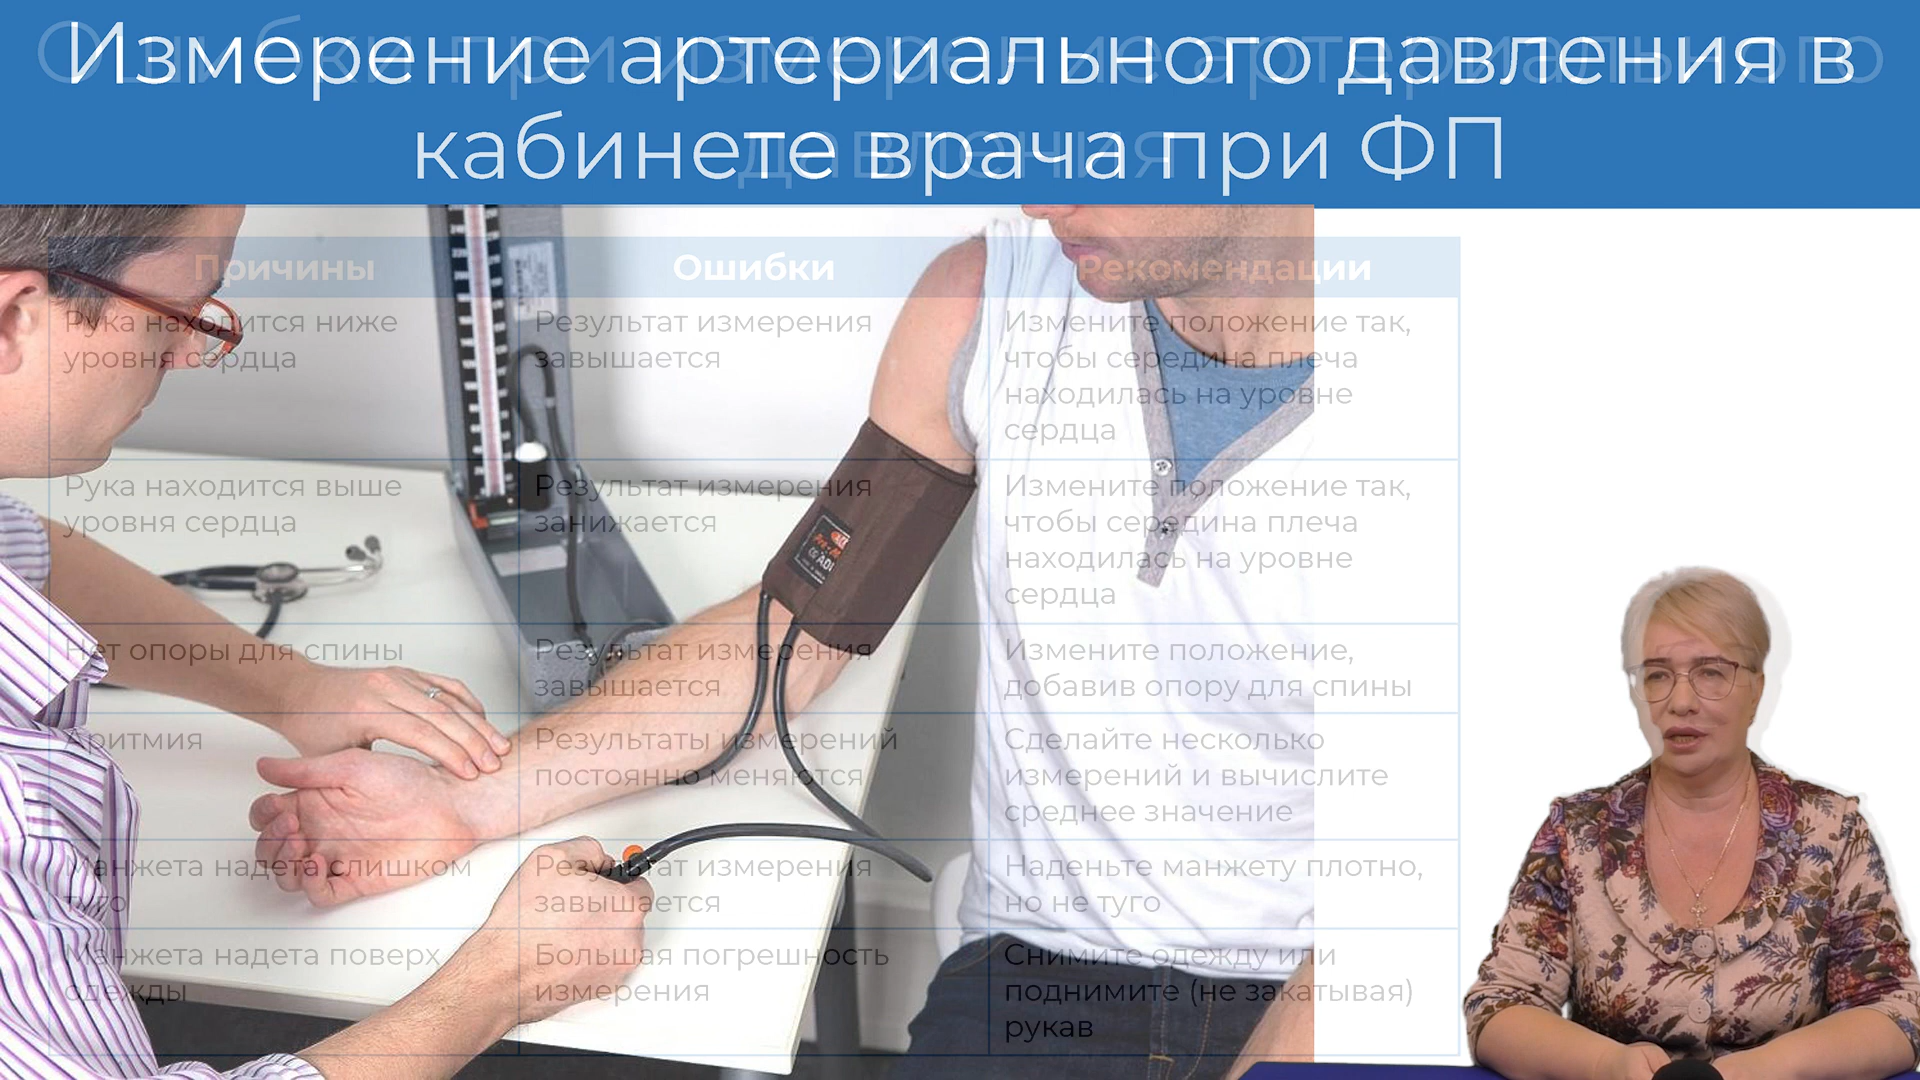 Измерение артериального давления в
кабинете врача при ФП
Ошибки при измерение артериального
давления
Причины
Ошибки
Рекомендации
Рука находится ниже
уровня сердца
Результат измерения
завышается
Измените положение так,
чтобы середина плеча
находилась на уровне
сердца
Рука находится выше
уровня сердца
Результат измерения
занижается
Измените положение так,
чтобы середина плеча
находилась на уровне
сердца
Нет опоры для спины
Результат измерения
завышается
Измените положение,
добавив опору для спины
Аритмия
Результаты измерений
постоянно меняются
Сделайте несколько
измерений и вычислите
среднее значение
Манжета надета слишком
туго
Результат измерения
завышается
Наденьте манжету плотно,
но не туго
Манжета надета поверх
одежды
Большая погрешность
измерения
Снимите одежду или
поднимите (не закатывая)
рукав